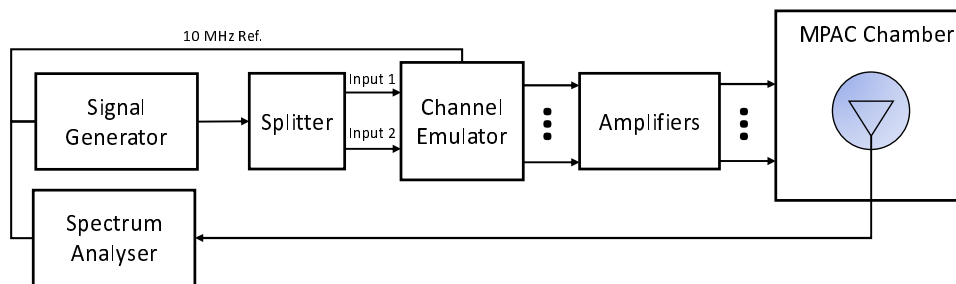 10 MHz Ref.
MPAC Chamber
Signal
Generator
Splitter
Input 1
Input 2
Channel
Emulator
Amplifiers
Spectrum
Analyser